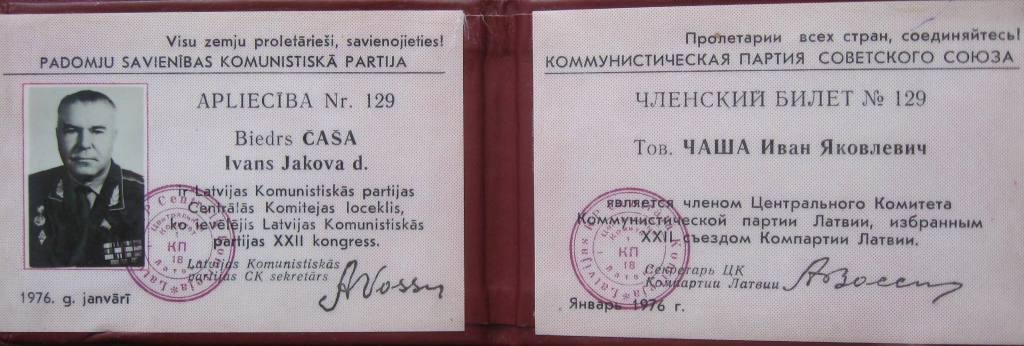 Visu zemju proletārieši, savienojieties!
PADOMJU SAVIENĪBAS KOMUNISTISKĀ PARTIJA
APLIECĪBA Nr. 129
Biedrs ČAŠA
Ivans Jakova d.
ir Latvijas Komunistiskās partijas
Centrālās Komitejas loceklis,
ko ievēlējis Latvijas Komunistiskās
partijas XXII kongress.
Latvijas Komunistiskās
partijas CK sekretārs
AVoss
1976. g. janvārī
КП
18
Пролетарии всех стран, соединяйтесь!
КОММУНИСТИЧЕСКАЯ ПАРТИЯ СОВЕТСКОГО СОЮЗА
ЧЛЕНСКИЙ БИЛЕТ № 129
Тов. ЧАША Иван Яковлевич
является членом Центрального Комитета
Коммунистической партии Латвии, избранным
XXII съездом Компартии Латвии.
Секретарь ЦК
Компартии Латвии
АВосс
Январь 1976 г.
КП
18